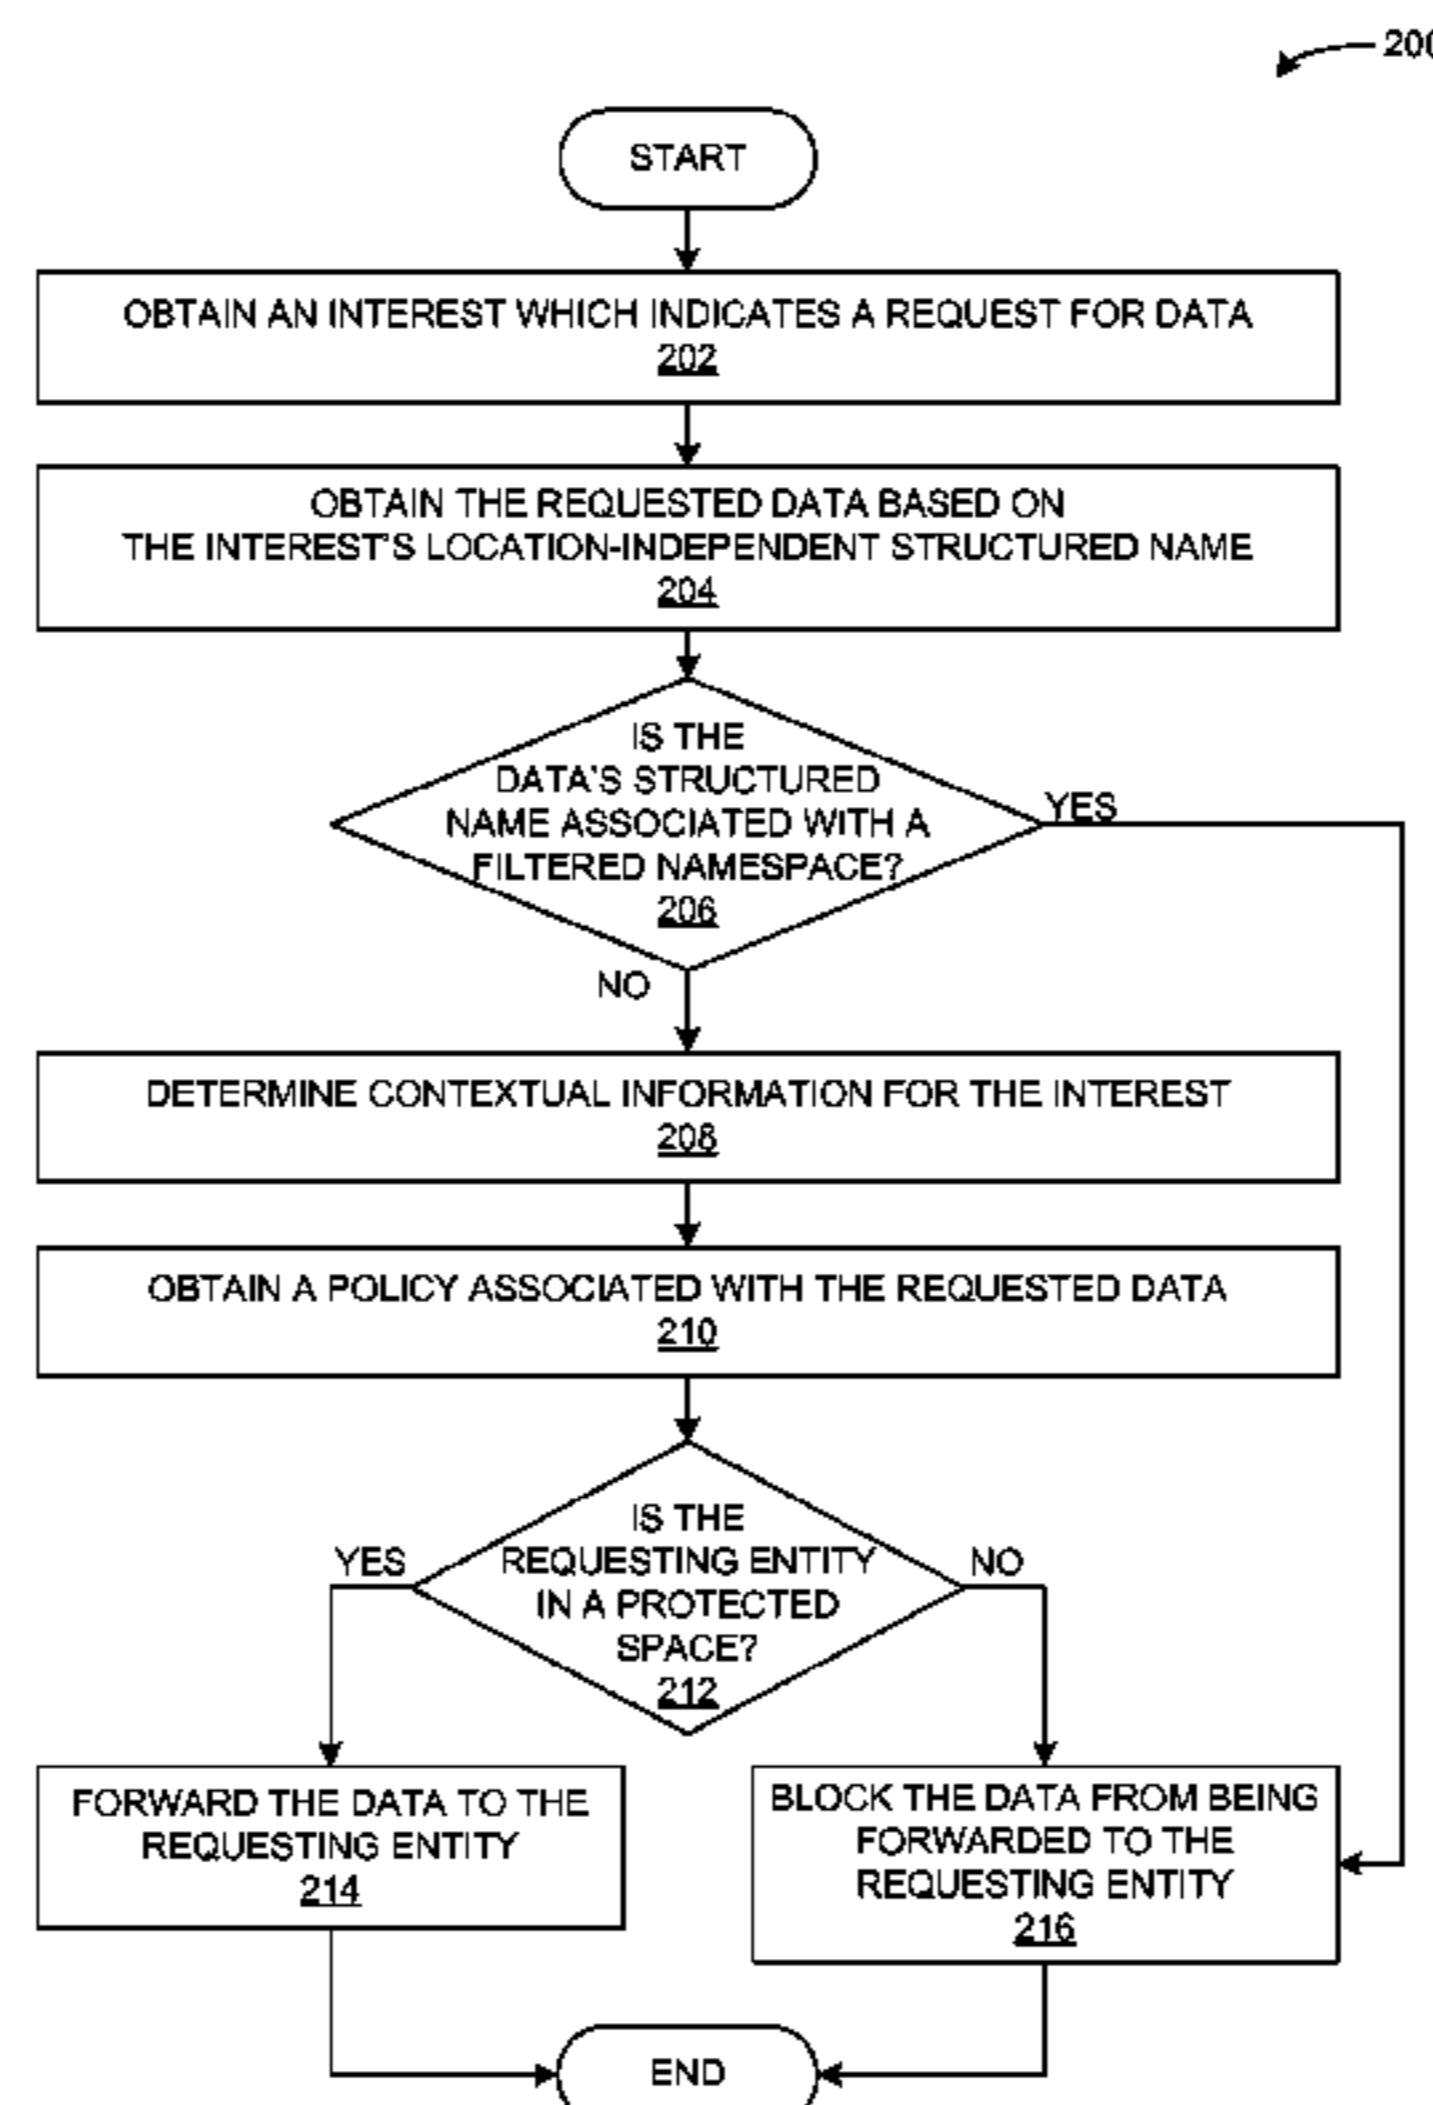 200
START
OBTAIN AN INTEREST WHICH INDICATES A REQUEST FOR DATA
202
OBTAIN THE REQUESTED DATA BASED ON
THE INTEREST'S LOCATION-INDEPENDENT STRUCTURED NAME
204
IS THE
DATA'S STRUCTURED
NAME ASSOCIATED WITH A
FILTERED NAMESPACE?
206
YES
NO
DETERMINE CONTEXTUAL INFORMATION FOR THE INTEREST
208
OBTAIN A POLICY ASSOCIATED WITH THE REQUESTED DATA
210
IS THE
REQUESTING ENTITY
IN A PROTECTED
SPACE?
212
YES
NO
FORWARD THE DATA TO THE
REQUESTING ENTITY
214
BLOCK THE DATA FROM BEING
FORWARDED TO THE
REQUESTING ENTITY
216
END